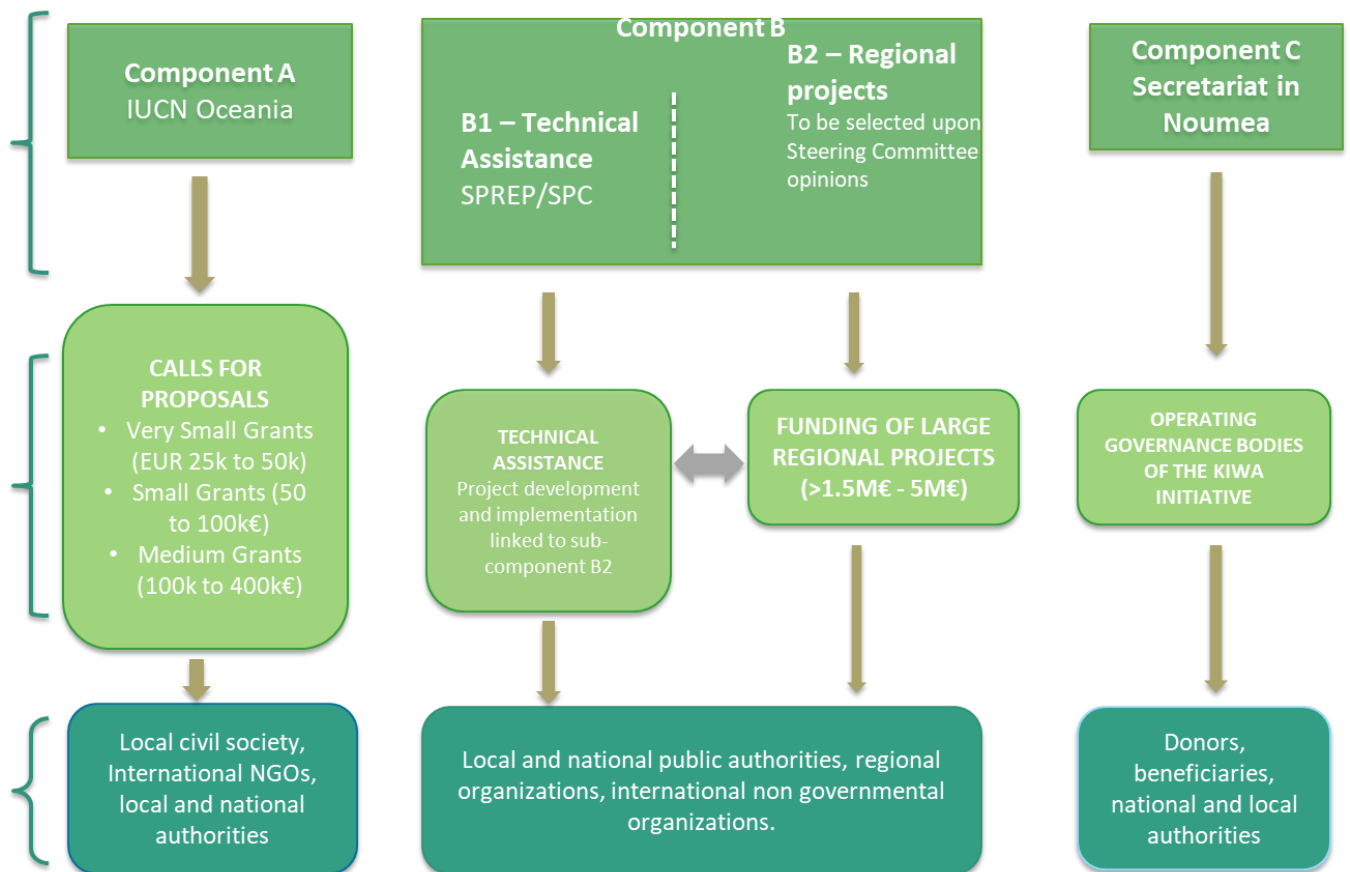 Component A
IUCN Oceania
Component B
B1 – Technical
Assistance
SPREP/SPC
B2 – Regional
projects
To be selected upon
Steering Committee
opinions
Component C
Secretariat in
Noumea
CALLS FOR
PROPOSALS
• Very Small Grants
(EUR 25k to 50k)
• Small Grants (50
to 100k€)
• Medium Grants
(100k to 400k€)
TECHNICAL
ASSISTANCE
Project development
and implementation
linked to sub-
component B2
FUNDING OF LARGE
REGIONAL PROJECTS
(>1.5M€ - 5M€)
OPERATING
GOVERNANCE BODIES
OF THE KIWA
INITIATIVE
Local civil society,
International NGOs,
local and national
authorities
Local and national public authorities, regional
organizations, international non governmental
organizations.
Donors,
beneficiaries,
national and local
authorities